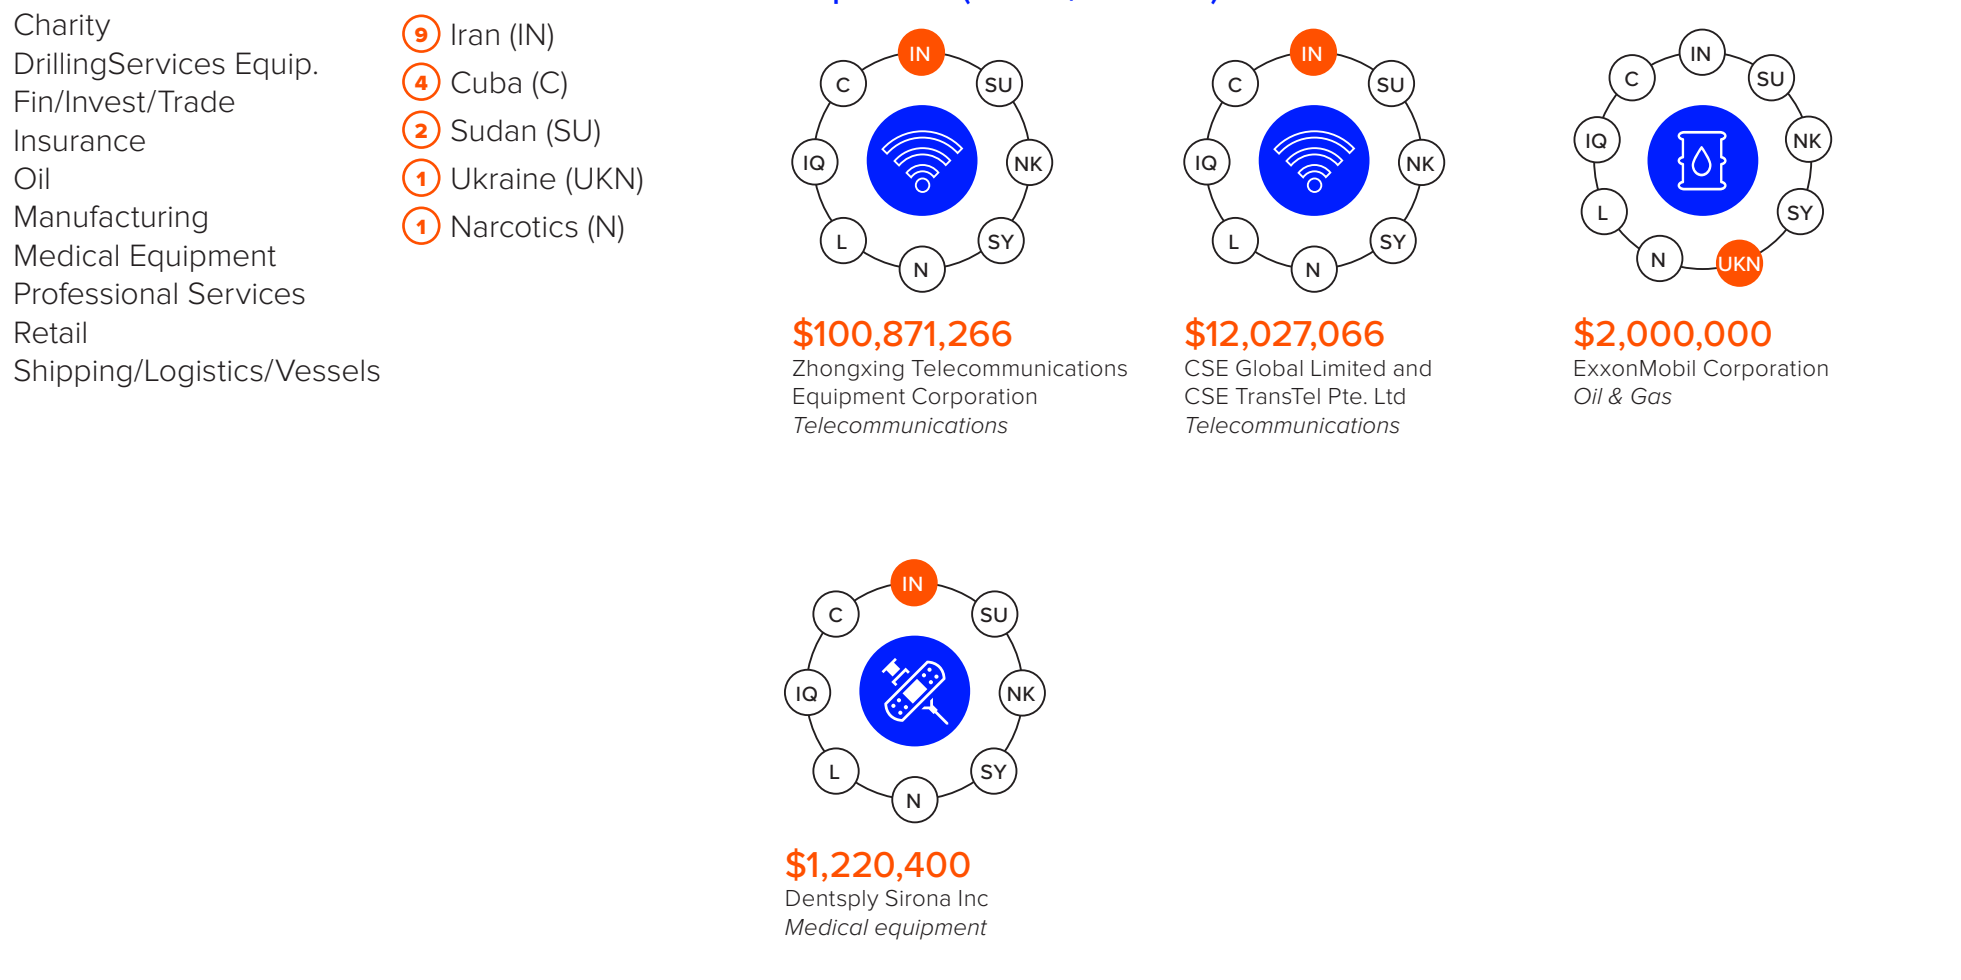 Charity
DrillingServices Equip.
Fin/Invest/Trade
Insurance
Oil
Manufacturing
Medical Equipment
Professional Services
Retail
Shipping/Logistics/Vessels
9 Iran (IN)
4 Cuba (C)
2 Sudan (SU)
1 Ukraine (UKN)
1 Narcotics (N)
IN
C
SU
IQ
NK
L
SY
N
$100,871,266
Zhongxing Telecommunications
Equipment Corporation
Telecommunications
IN
C
SU
IQ
NK
L
SY
N
$12,027,066
CSE Global Limited and
CSE TransTel Pte. Ltd
Telecommunications
IN
C
SU
IQ
NK
L
SY
N
UKN
$2,000,000
ExxonMobil Corporation
Oil & Gas
IN
C
SU
IQ
NK
L
SY
N
$1,220,400
Dentsply Sirona Inc
Medical equipment